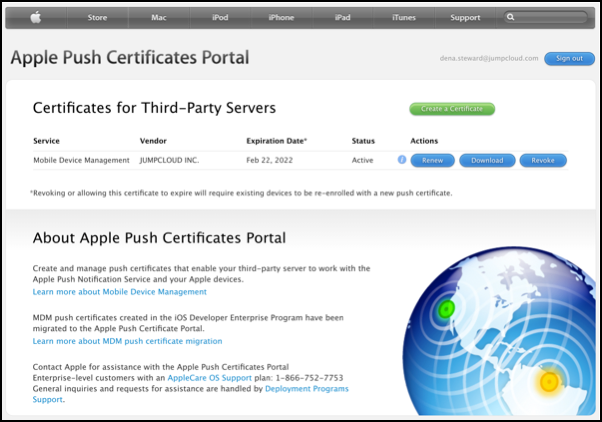 Store Mac iPod iPhone iPad iTunes Support
Apple Push Certificates Portal
dena.steward@jumpcloud.com Sign out
Certificates for Third-Party Servers Create a Certificate
Service Vendor Expiration Date* Status Actions
Mobile Device Management JUMPCLOUD INC. Feb 22, 2022 Active i Renew Download Revoke
*Revoking or allowing this certificate to expire will require existing devices to be re-enrolled with a new push certificate.
About Apple Push Certificates Portal
Create and manage push certificates that enable your third-party server to work with the
Apple Push Notification Service and your Apple devices.
Learn more about Mobile Device Management
MDM push certificates created in the iOS Developer Enterprise Program have been
migrated to the Apple Push Certificate Portal.
Learn more about MDM push certificate migration
Contact Apple for assistance with the Apple Push Certificates Portal
Enterprise-level customers with an AppleCare OS Support plan: 1-866-752-7753
General inquiries and requests for assistance are handled by Deployment Programs
Support.